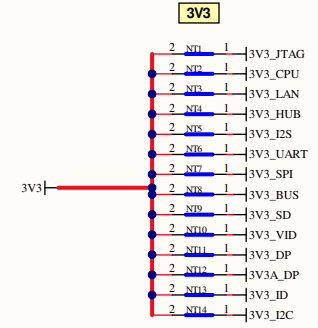 3V3
2 NT1 1 3V3_JTAG
2 NT2 1 3V3_CPU
2 NT3 1 3V3_LAN
2 NT4 1 3V3_HUB
2 NT5 1 3V3_I2S
2 NT6 1 3V3_UART
2 NT7 1 3V3_SPI
3V3
2 NT8 1 3V3_BUS
2 NT9 1 3V3_SD
2 NT10 1 3V3_VID
2 NT11 1 3V3_DP
2 NT12 1 3V3A_DP
2 NT13 1 3V3_ID
2 NT14 1 3V3_I2C